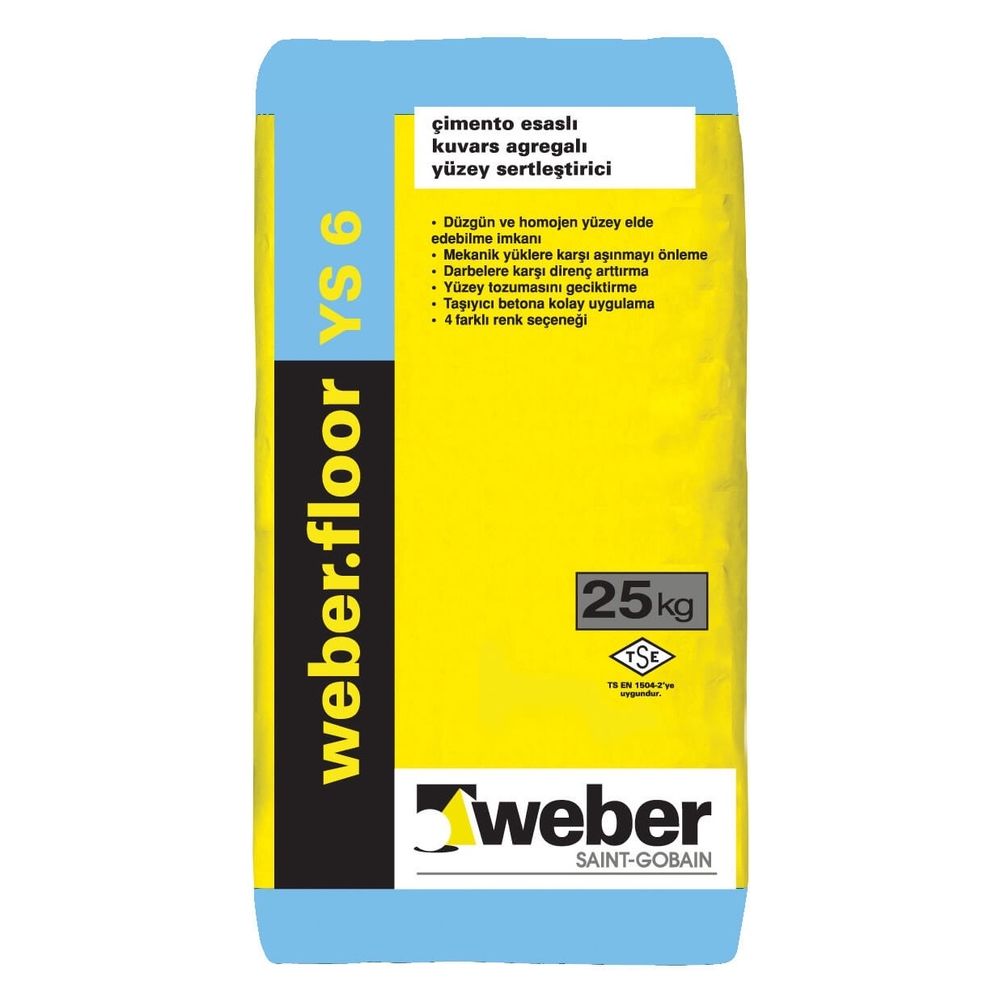 çimento esaslı
kuvars agregalı
yüzey sertleştirici
• Düzgün ve homojen yüzey elde
edebilme imkanı
• Mekanik yüklere karşı aşınmayı önleme
• Darbelere karşı direnç arttırma
• Yüzey tozumasını geciktirme
• Taşıyıcı betona kolay uygulama
• 4 farklı renk seçeneği
weber.floor YS 6
25 kg
TSE
TS EN 1504-2'ye
uygundur.
weber
SAINT-GOBAIN